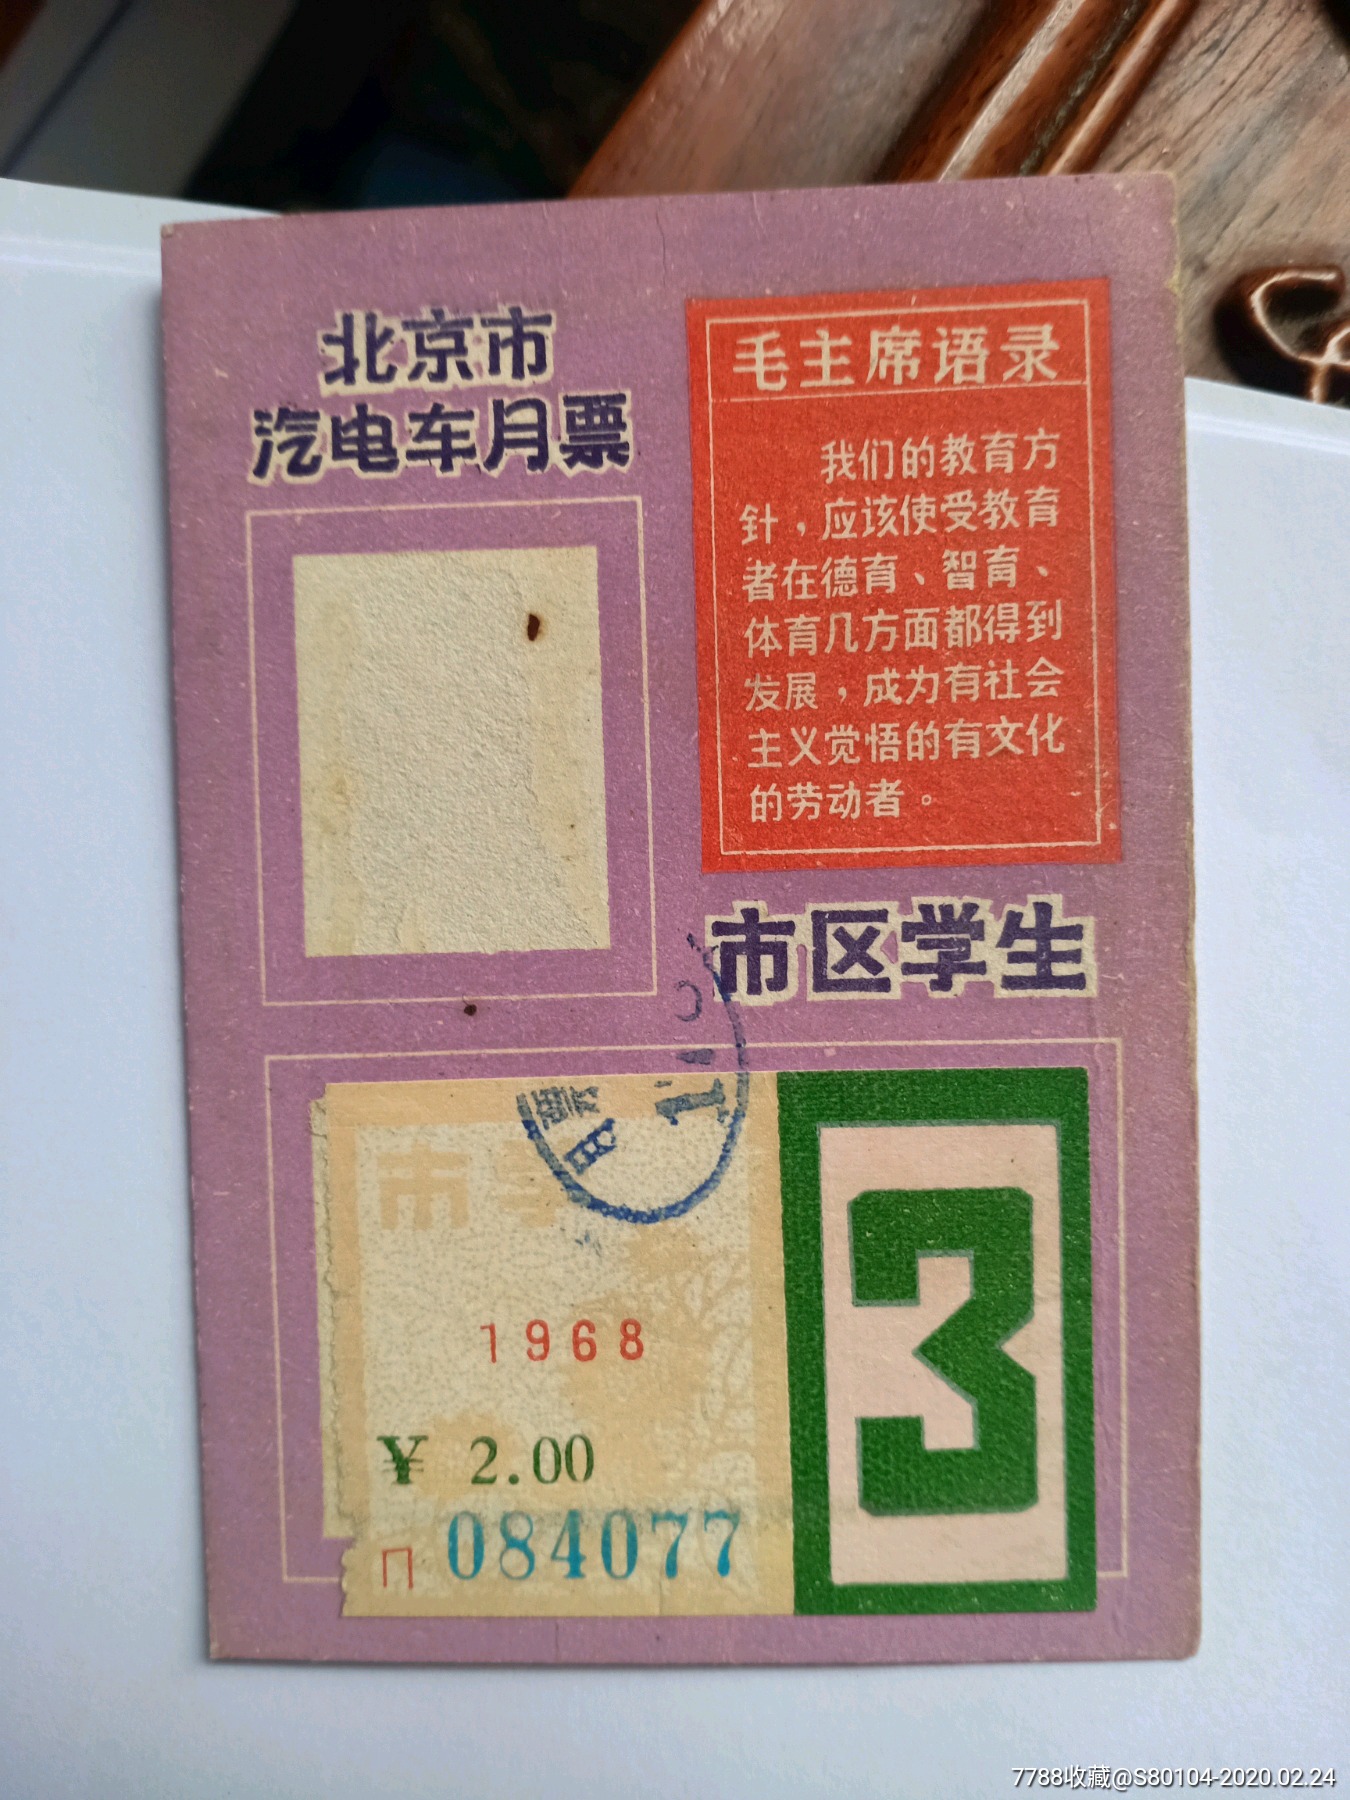 北京市
汽电车月票
毛主席语录
我们的教育方
针，应该使受教育
者在德育、智育、
体育几方面都得到
发展，成为有社会
主义觉悟的有文化
的劳动者。
市区学生
月票
市
1968
¥ 2.00
084077
3
7788收藏@S80104-2020.02.24